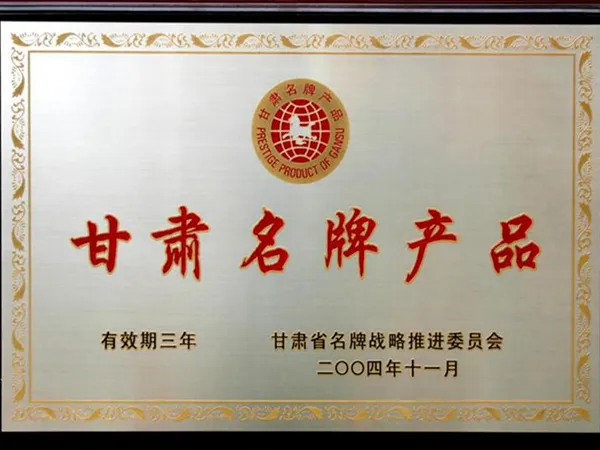 甘肃名牌产品
PRESTIGE PRODUCT OF GANSU
甘肃名牌产品
有效期三年
甘肃省名牌战略推进委员会
二〇〇四年十一月